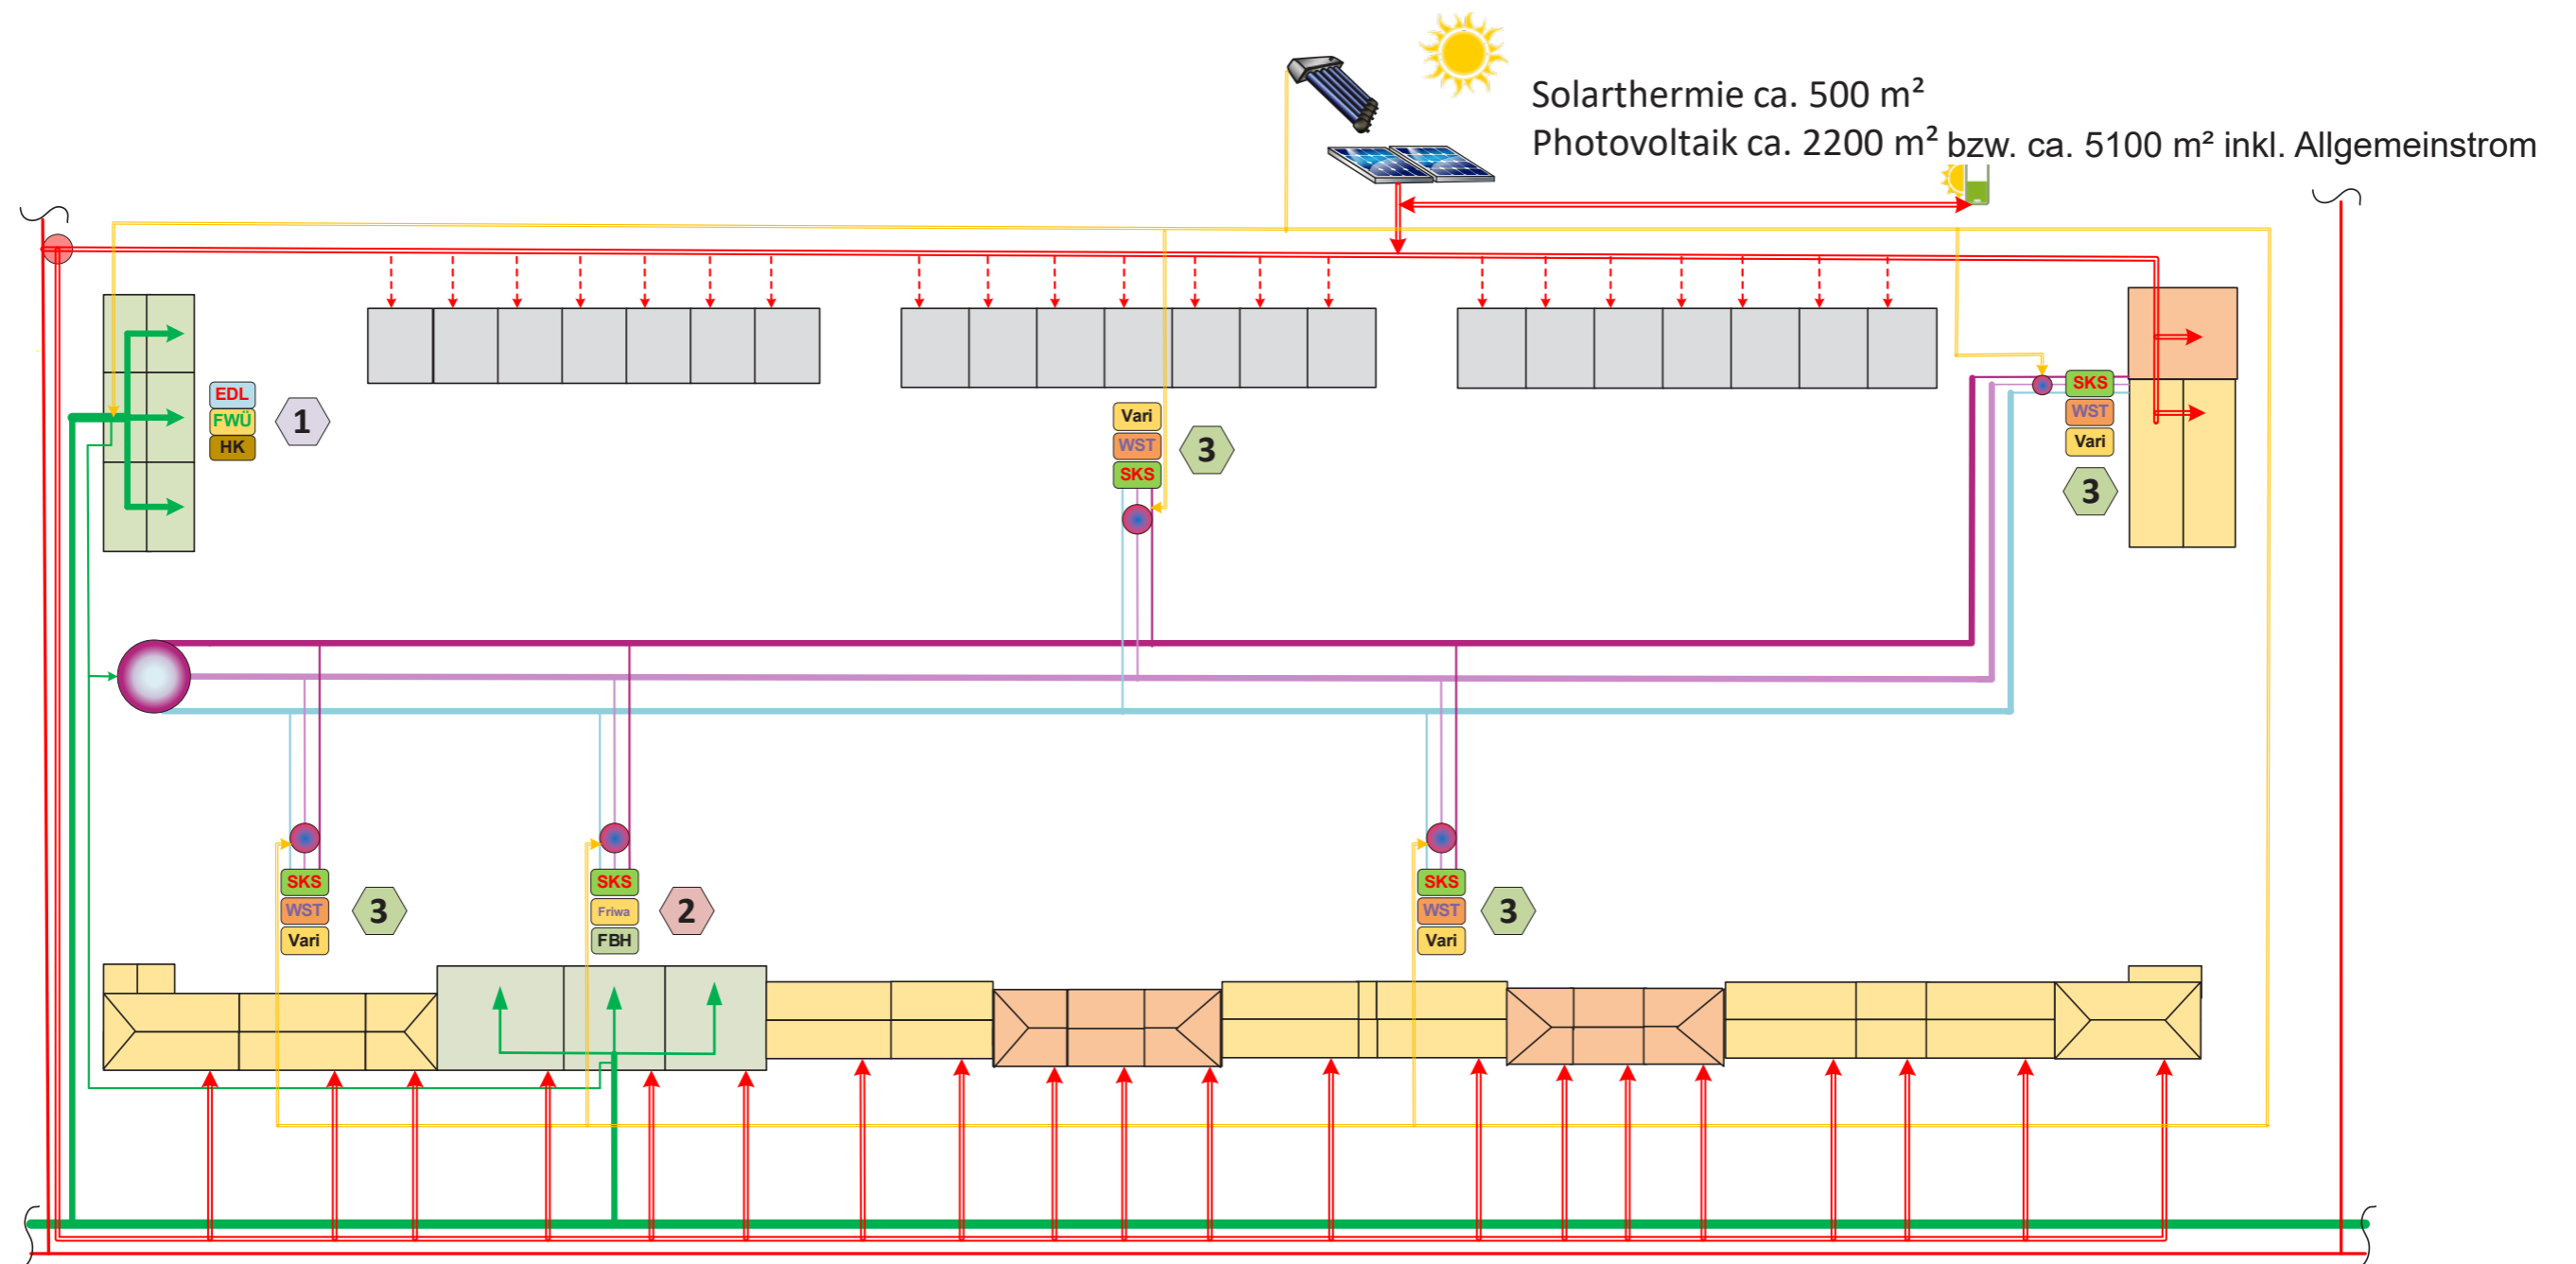 Solarthermie ca. 500 m²
Photovoltaik ca. 2200 m² bzw. ca. 5100 m² inkl. Allgemeinstrom
EDL
FWÜ
HK
1
Vari
WST
SKS
3
SKS
WST
Vari
3
SKS
WST
Vari
3
SKS
Friwa
FBH
2
SKS
WST
Vari
3